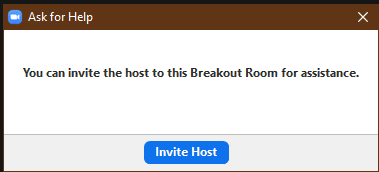 Ask for Help
You can invite the host to this Breakout Room for assistance.
Invite Host